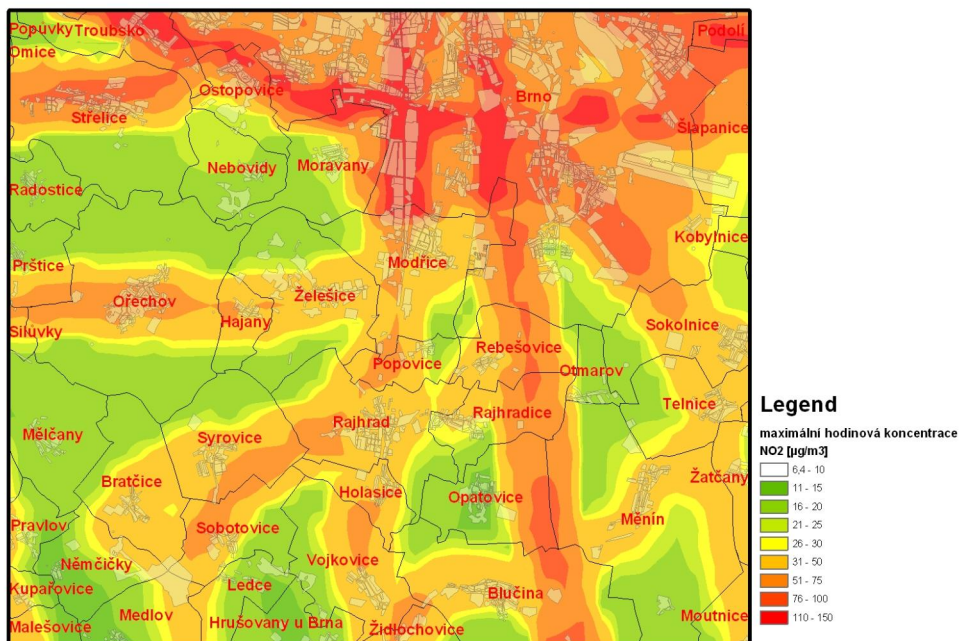 Popůvky Troubsko
Podolí
Omice
Ostopovice
Brno
Střelice
Šlapanice
Nebovidy
Moravany
Radostice
Kobylnice
Modřice
Prštice
Ořechov
Želešice
Hajany
Silůvky
Sokolnice
Rebešovice
Popovice
Otmarov
Telnice
Rajhradice
Rajhrad
Mělčany
Syrovice
Bratčice
Žatčany
Holasice
Opatovice
Měnín
Pravlov
Sobotovice
Němčičky
Vojkovice
Kupařovice
Ledce
Blučina
Medlov
Moutnice
Malešovice
Hrušovany u Brna
Židlochovice
Legend
maximální hodinová koncentrace
NO2 [µg/m3]
6,4 - 10
11 - 15
16 - 20
21 - 25
26 - 30
31 - 50
51 - 75
76 - 100
110 - 150